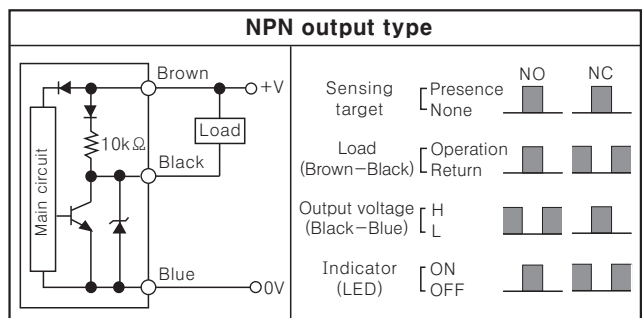 NPN output type
Brown
+V
Load
10kΩ
Black
Main circuit
Blue
0V
NO NC
Sensing target
Presence
None
Load
(Brown-Black)
Operation
Return
Output voltage
(Black-Blue)
H
L
Indicator
(LED)
ON
OFF